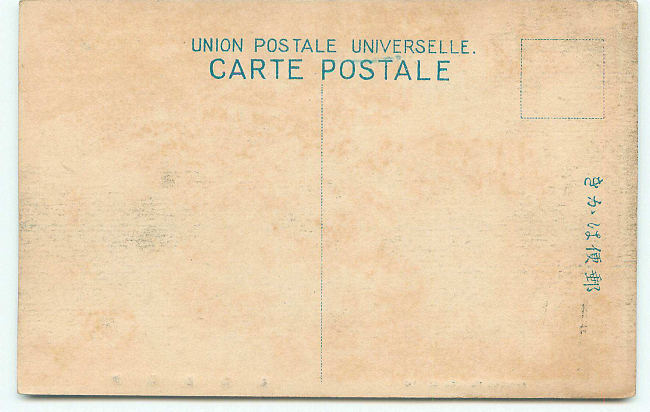 UNION POSTALE UNIVERSELLE.
CARTE POSTALE
きかは便郵